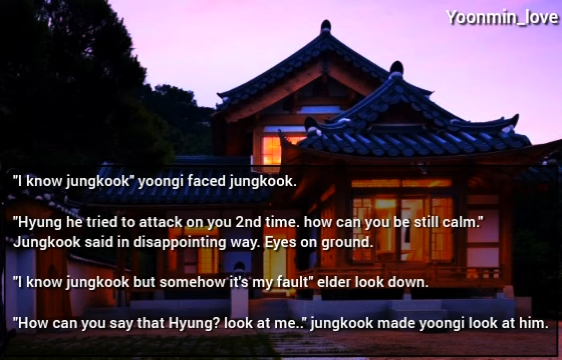 Yoonmin_love
"I know jungkook" yoongi faced jungkook.
"Hyung he tried to attack on you 2nd time. how can you be still calm."
Jungkook said in disappointing way. Eyes on ground.
"I know jungkook but somehow it's my fault" elder look down.
"How can you say that Hyung? look at me.." jungkook made yoongi look at him.